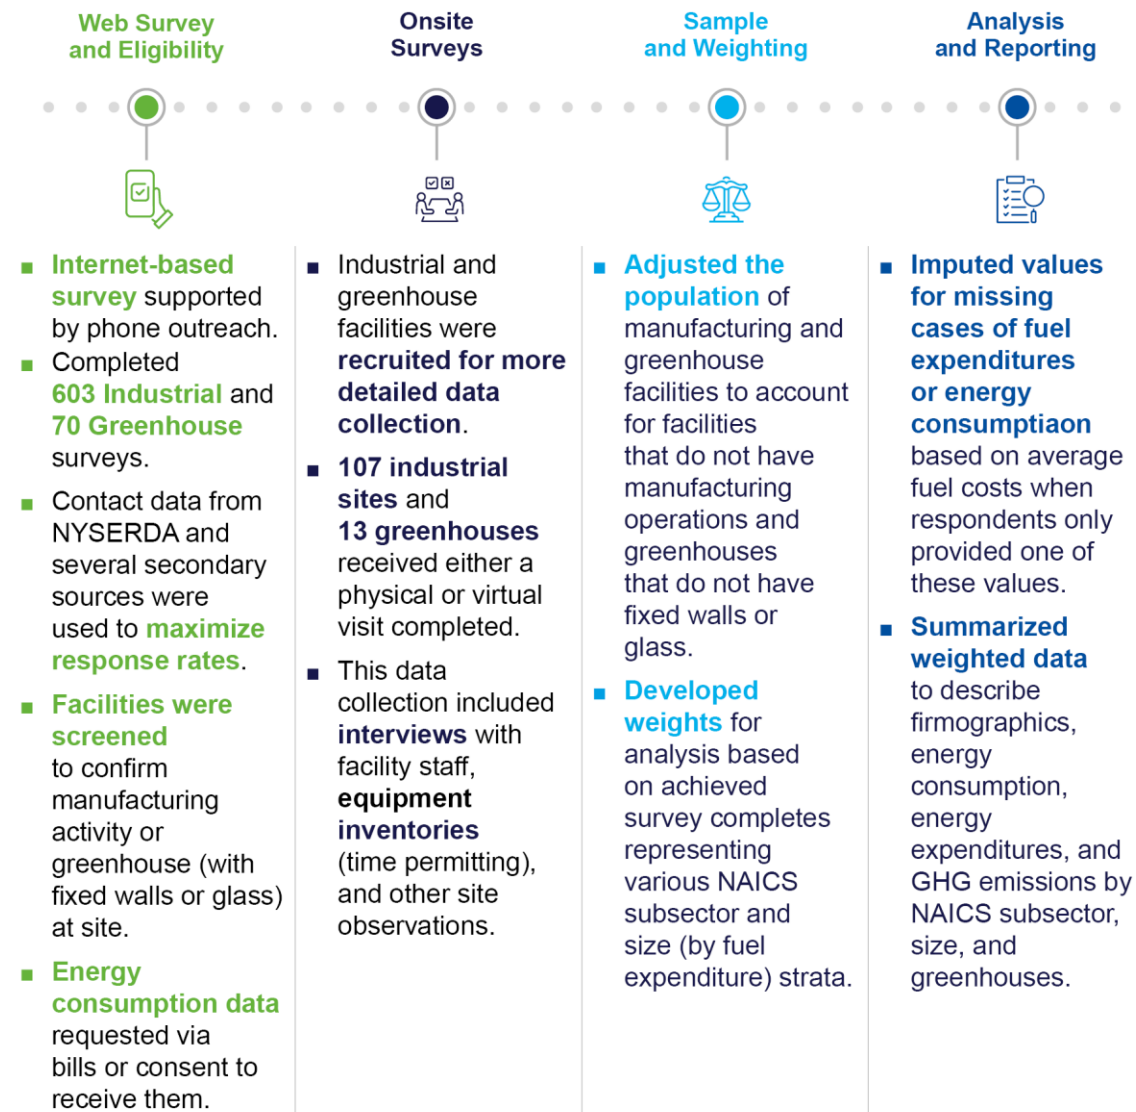 Web Survey
and Eligibility
Onsite
Surveys
Sample
and Weighting
Analysis
and Reporting
■ Internet-based
survey supported
by phone outreach.
■ Completed
603 Industrial and
70 Greenhouse
surveys.
■ Contact data from
NYSERDA and
several secondary
sources were
used to maximize
response rates.
■ Facilities were
screened
to confirm
manufacturing
activity or
greenhouse (with
fixed walls or glass)
at site.
■ Energy
consumption data
requested via
bills or consent to
receive them.
■ Industrial and
greenhouse
facilities were
recruited for more
detailed data
collection.
■ 107 industrial
sites and
13 greenhouses
received either a
physical or virtual
visit completed.
■ This data
collection included
interviews with
facility staff,
equipment
inventories
(time permitting),
and other site
observations.
■ Adjusted the
population of
manufacturing and
greenhouse
facilities to account
for facilities
that do not have
manufacturing
operations and
greenhouses
that do not have
fixed walls or
glass.
■ Developed
weights for
analysis based
on achieved
survey completes
representing
various NAICS
subsector and
size (by fuel
expenditure) strata.
■ Imputed values
for missing
cases of fuel
expenditures
or energy
consumptiaon
based on average
fuel costs when
respondents only
provided one of
these values.
■ Summarized
weighted data
to describe
firmographics,
energy
consumption,
energy
expenditures, and
GHG emissions by
NAICS subsector,
size, and
greenhouses.